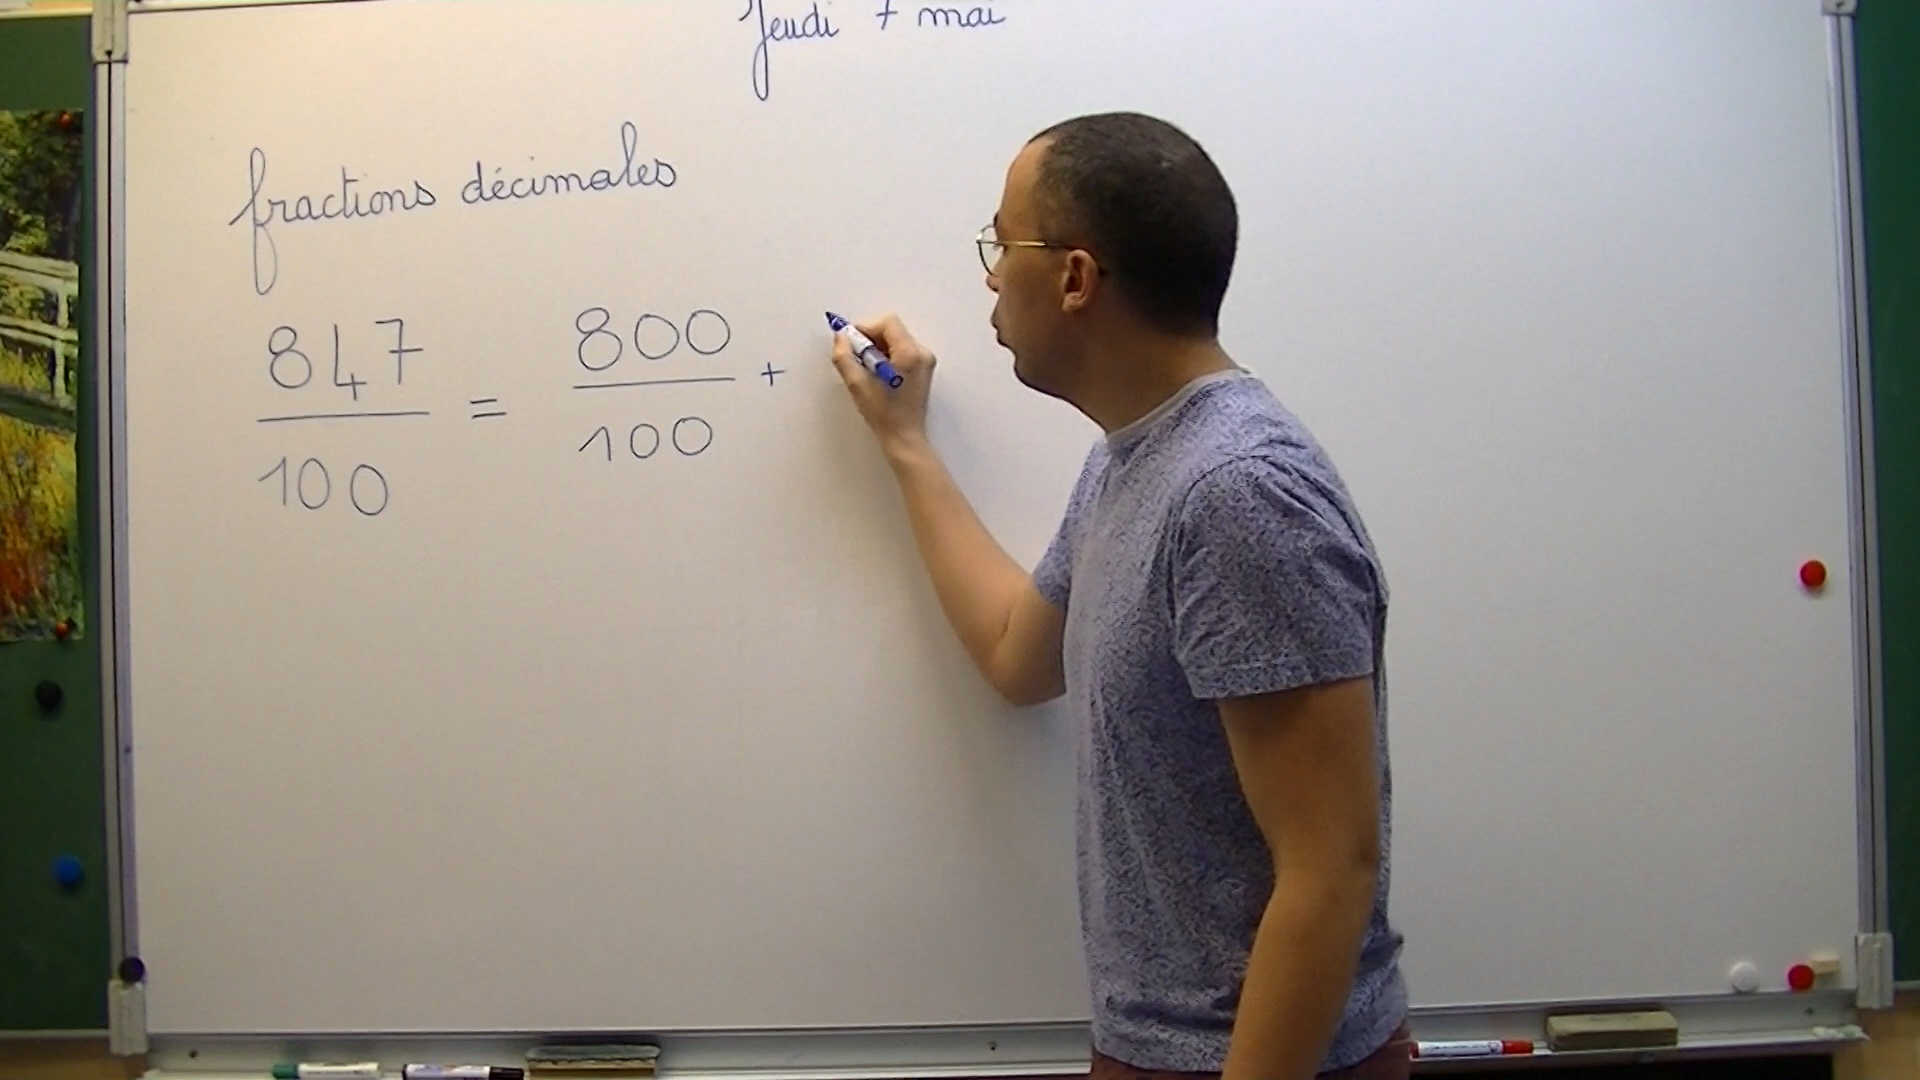 Jeudi 7 mai
fractions décimales
847/100 = 800/100 +